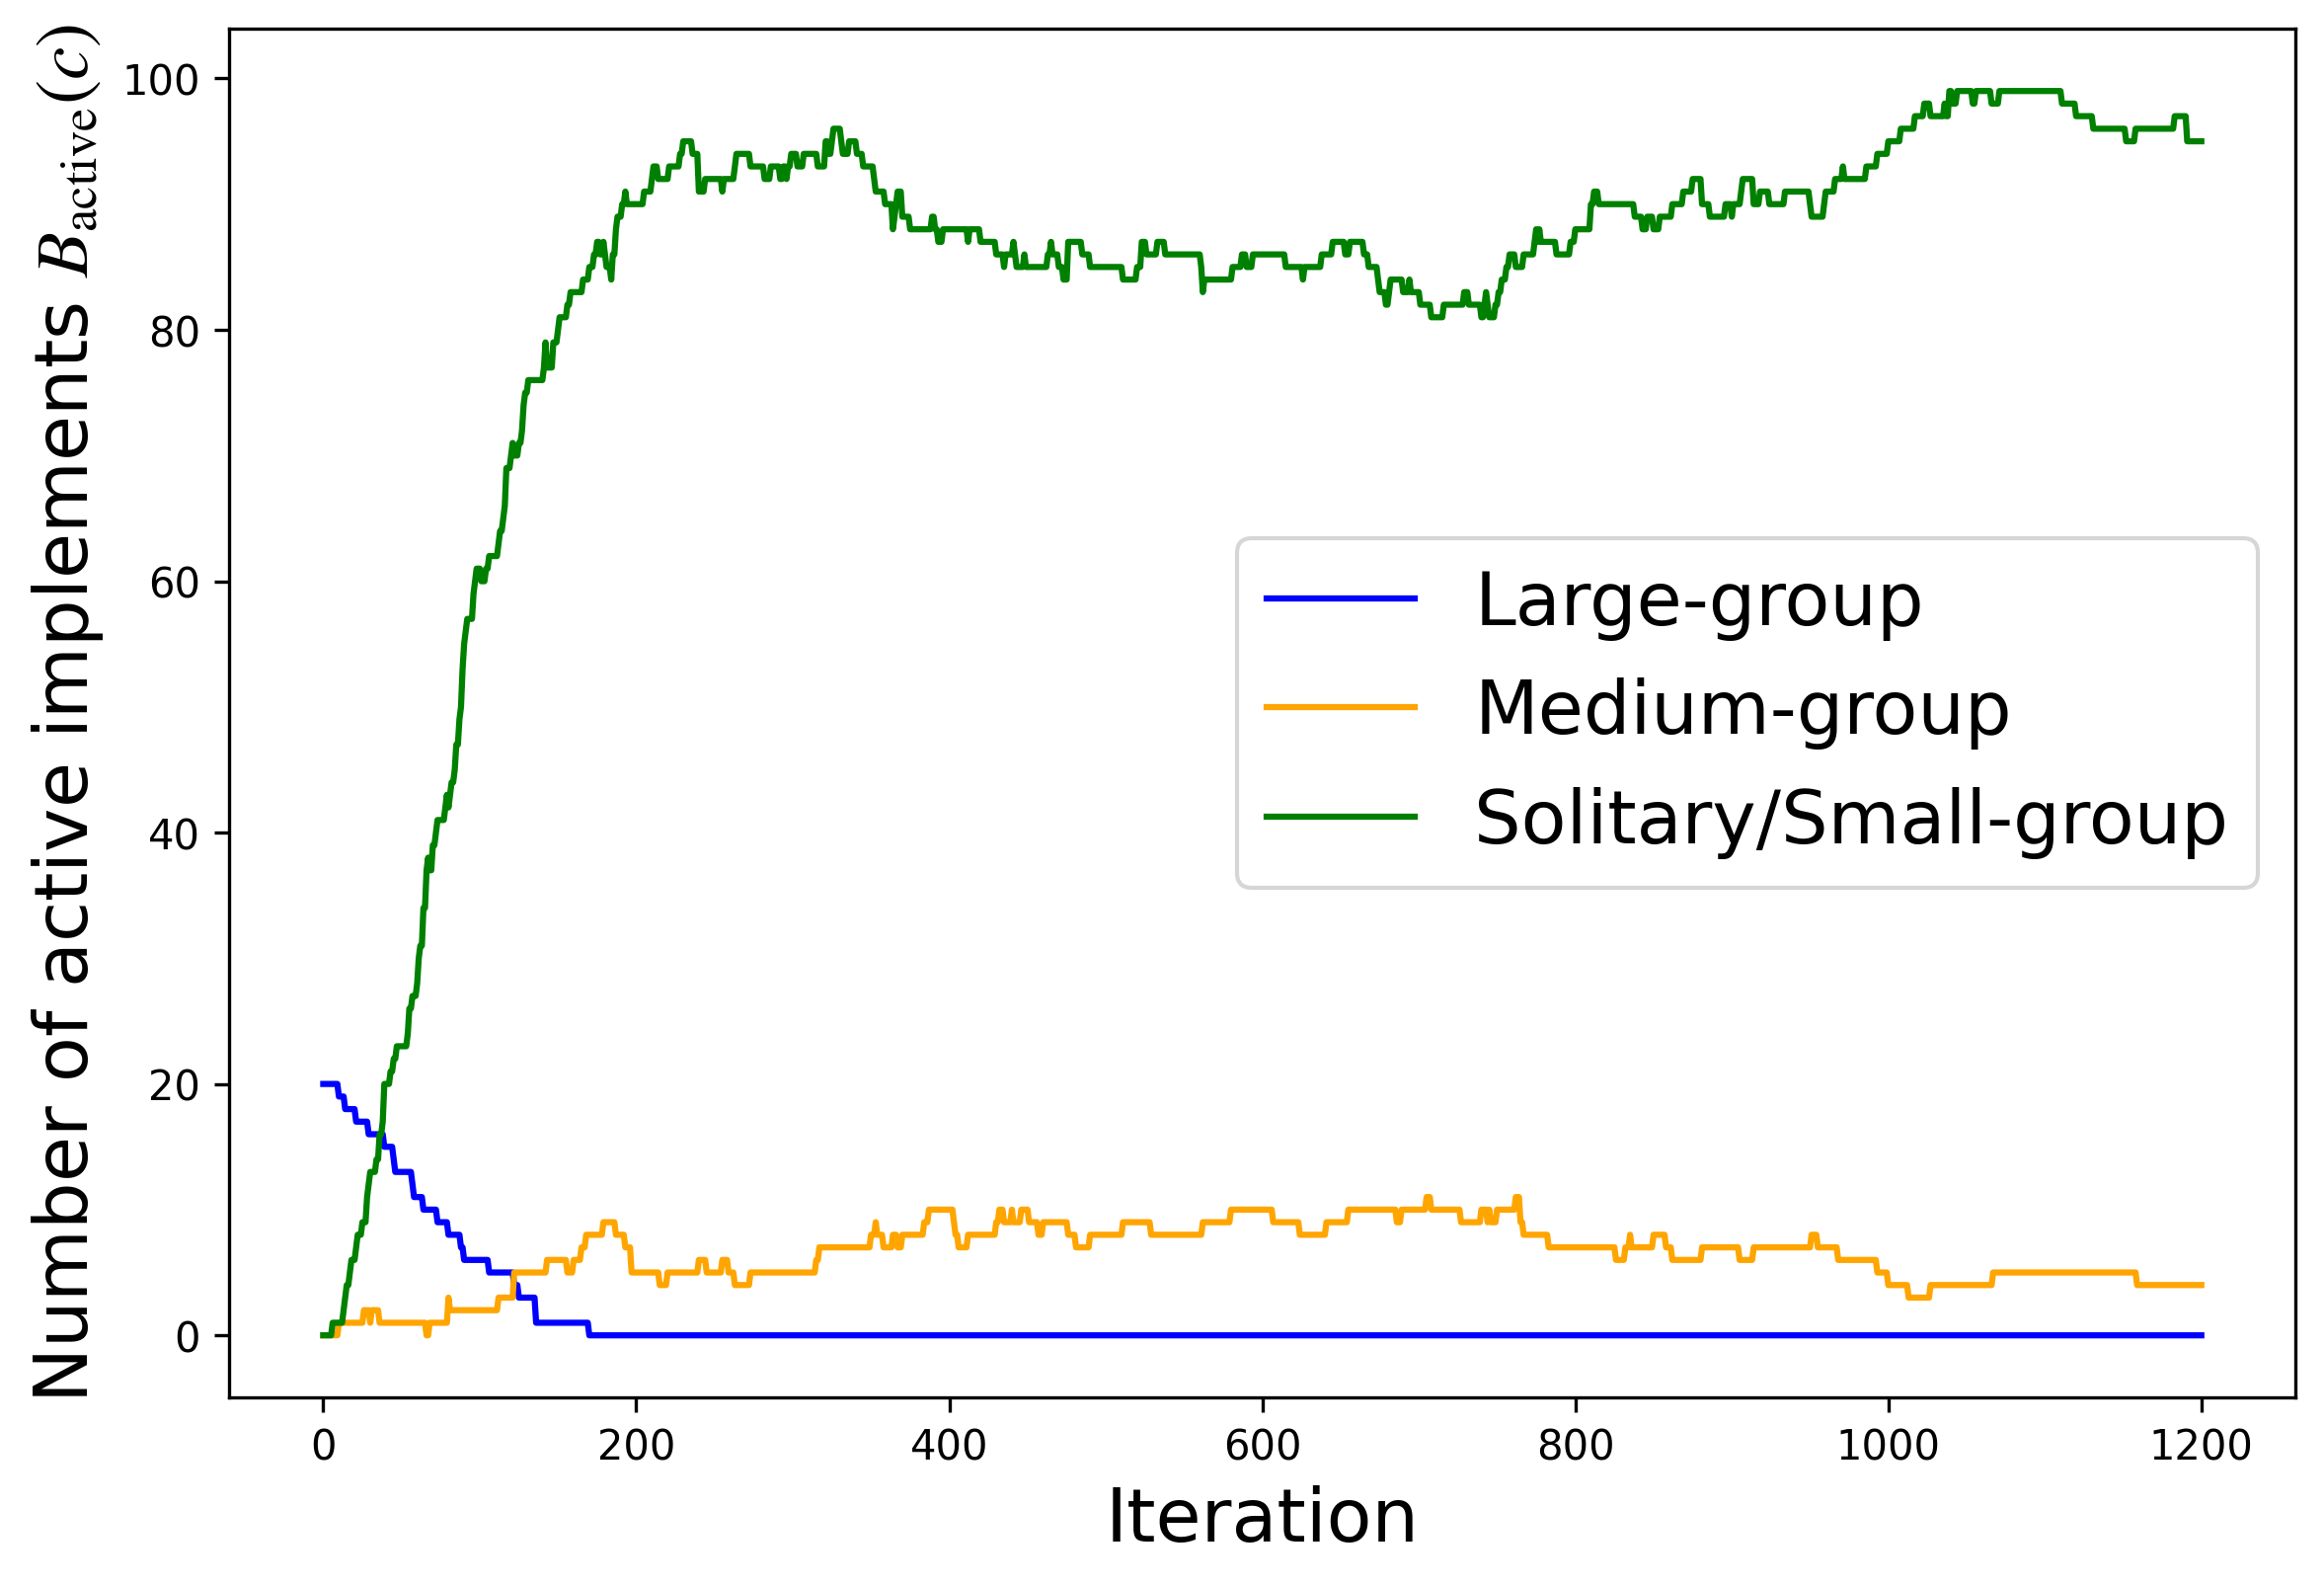 Number of active implements B_active(c)
100
80
60
40
20
0
Large-group
Medium-group
Solitary/Small-group
0 200 400 600 800 1000 1200
Iteration